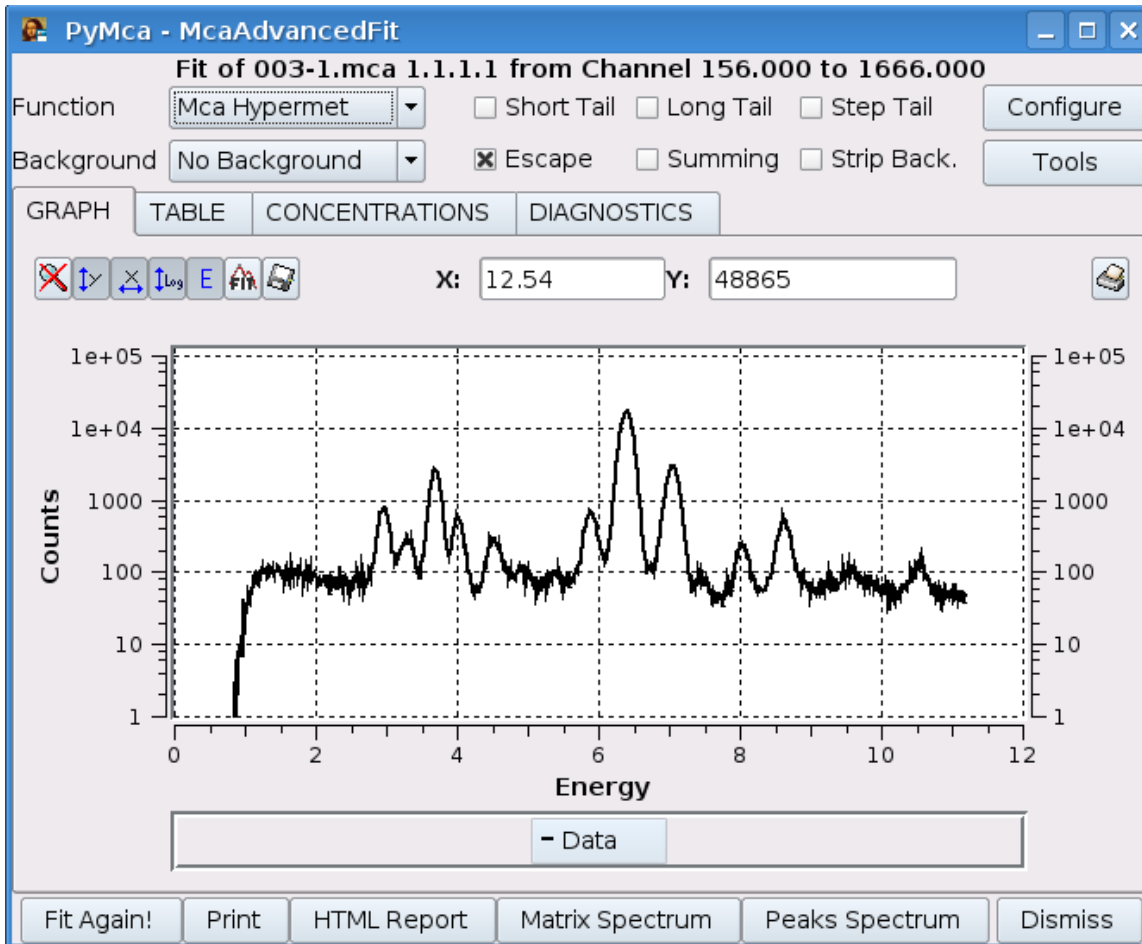 PyMca - McaAdvancedFit
Fit of 003-1.mca 1.1.1.1 from Channel 156.000 to 1666.000
Function Mca Hypermet Short Tail Long Tail Step Tail Configure
Background No Background Escape Summing Strip Back. Tools
GRAPH TABLE CONCENTRATIONS DIAGNOSTICS
Y X Log E Fit X: 12.54 Y: 48865
1e+05 1e+05
1e+04 1e+04
1000 1000
Counts
100 100
10 10
1 1
0 2 4 6 8 10 12
Energy
Data
Fit Again! Print HTML Report Matrix Spectrum Peaks Spectrum Dismiss